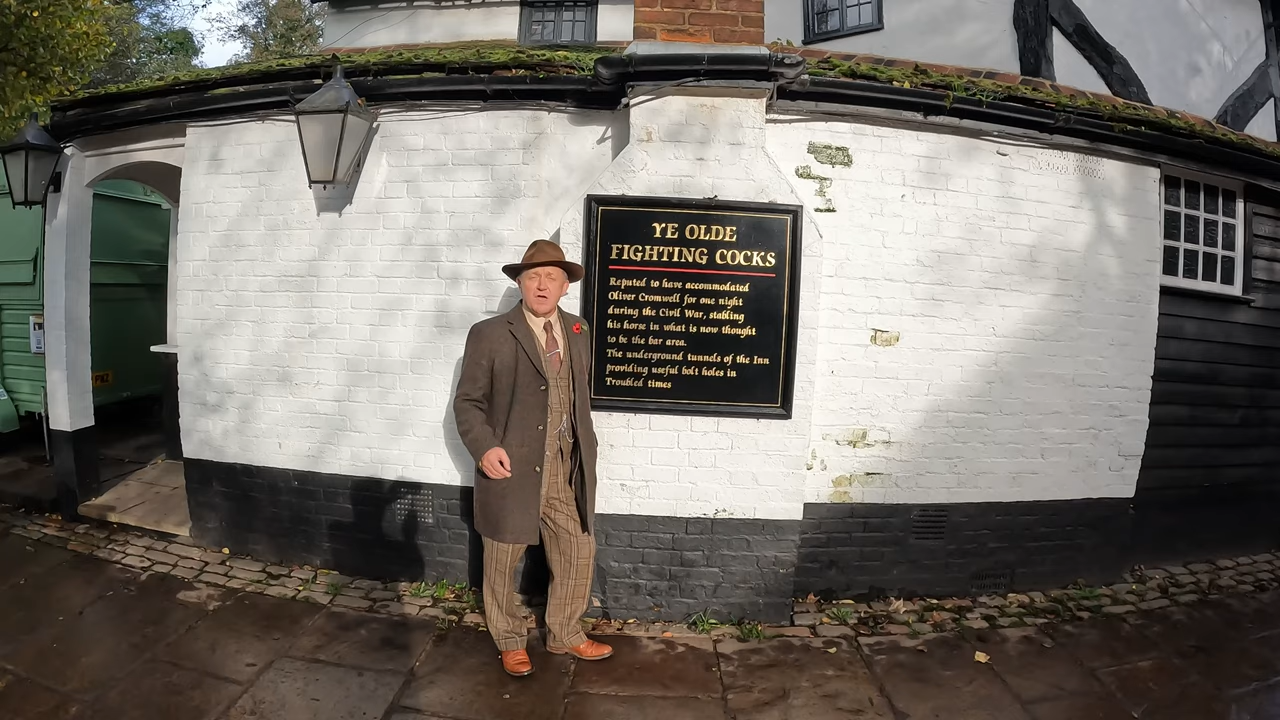 YE OLDE
FIGHTING COCKS
Reputed to have accommodated
Oliver Cromwell for one night
during the Civil War, stabling
his horse in what is now thought
to be the bar area.
The underground tunnels of the Inn
providing useful bolt holes in
Troubled times